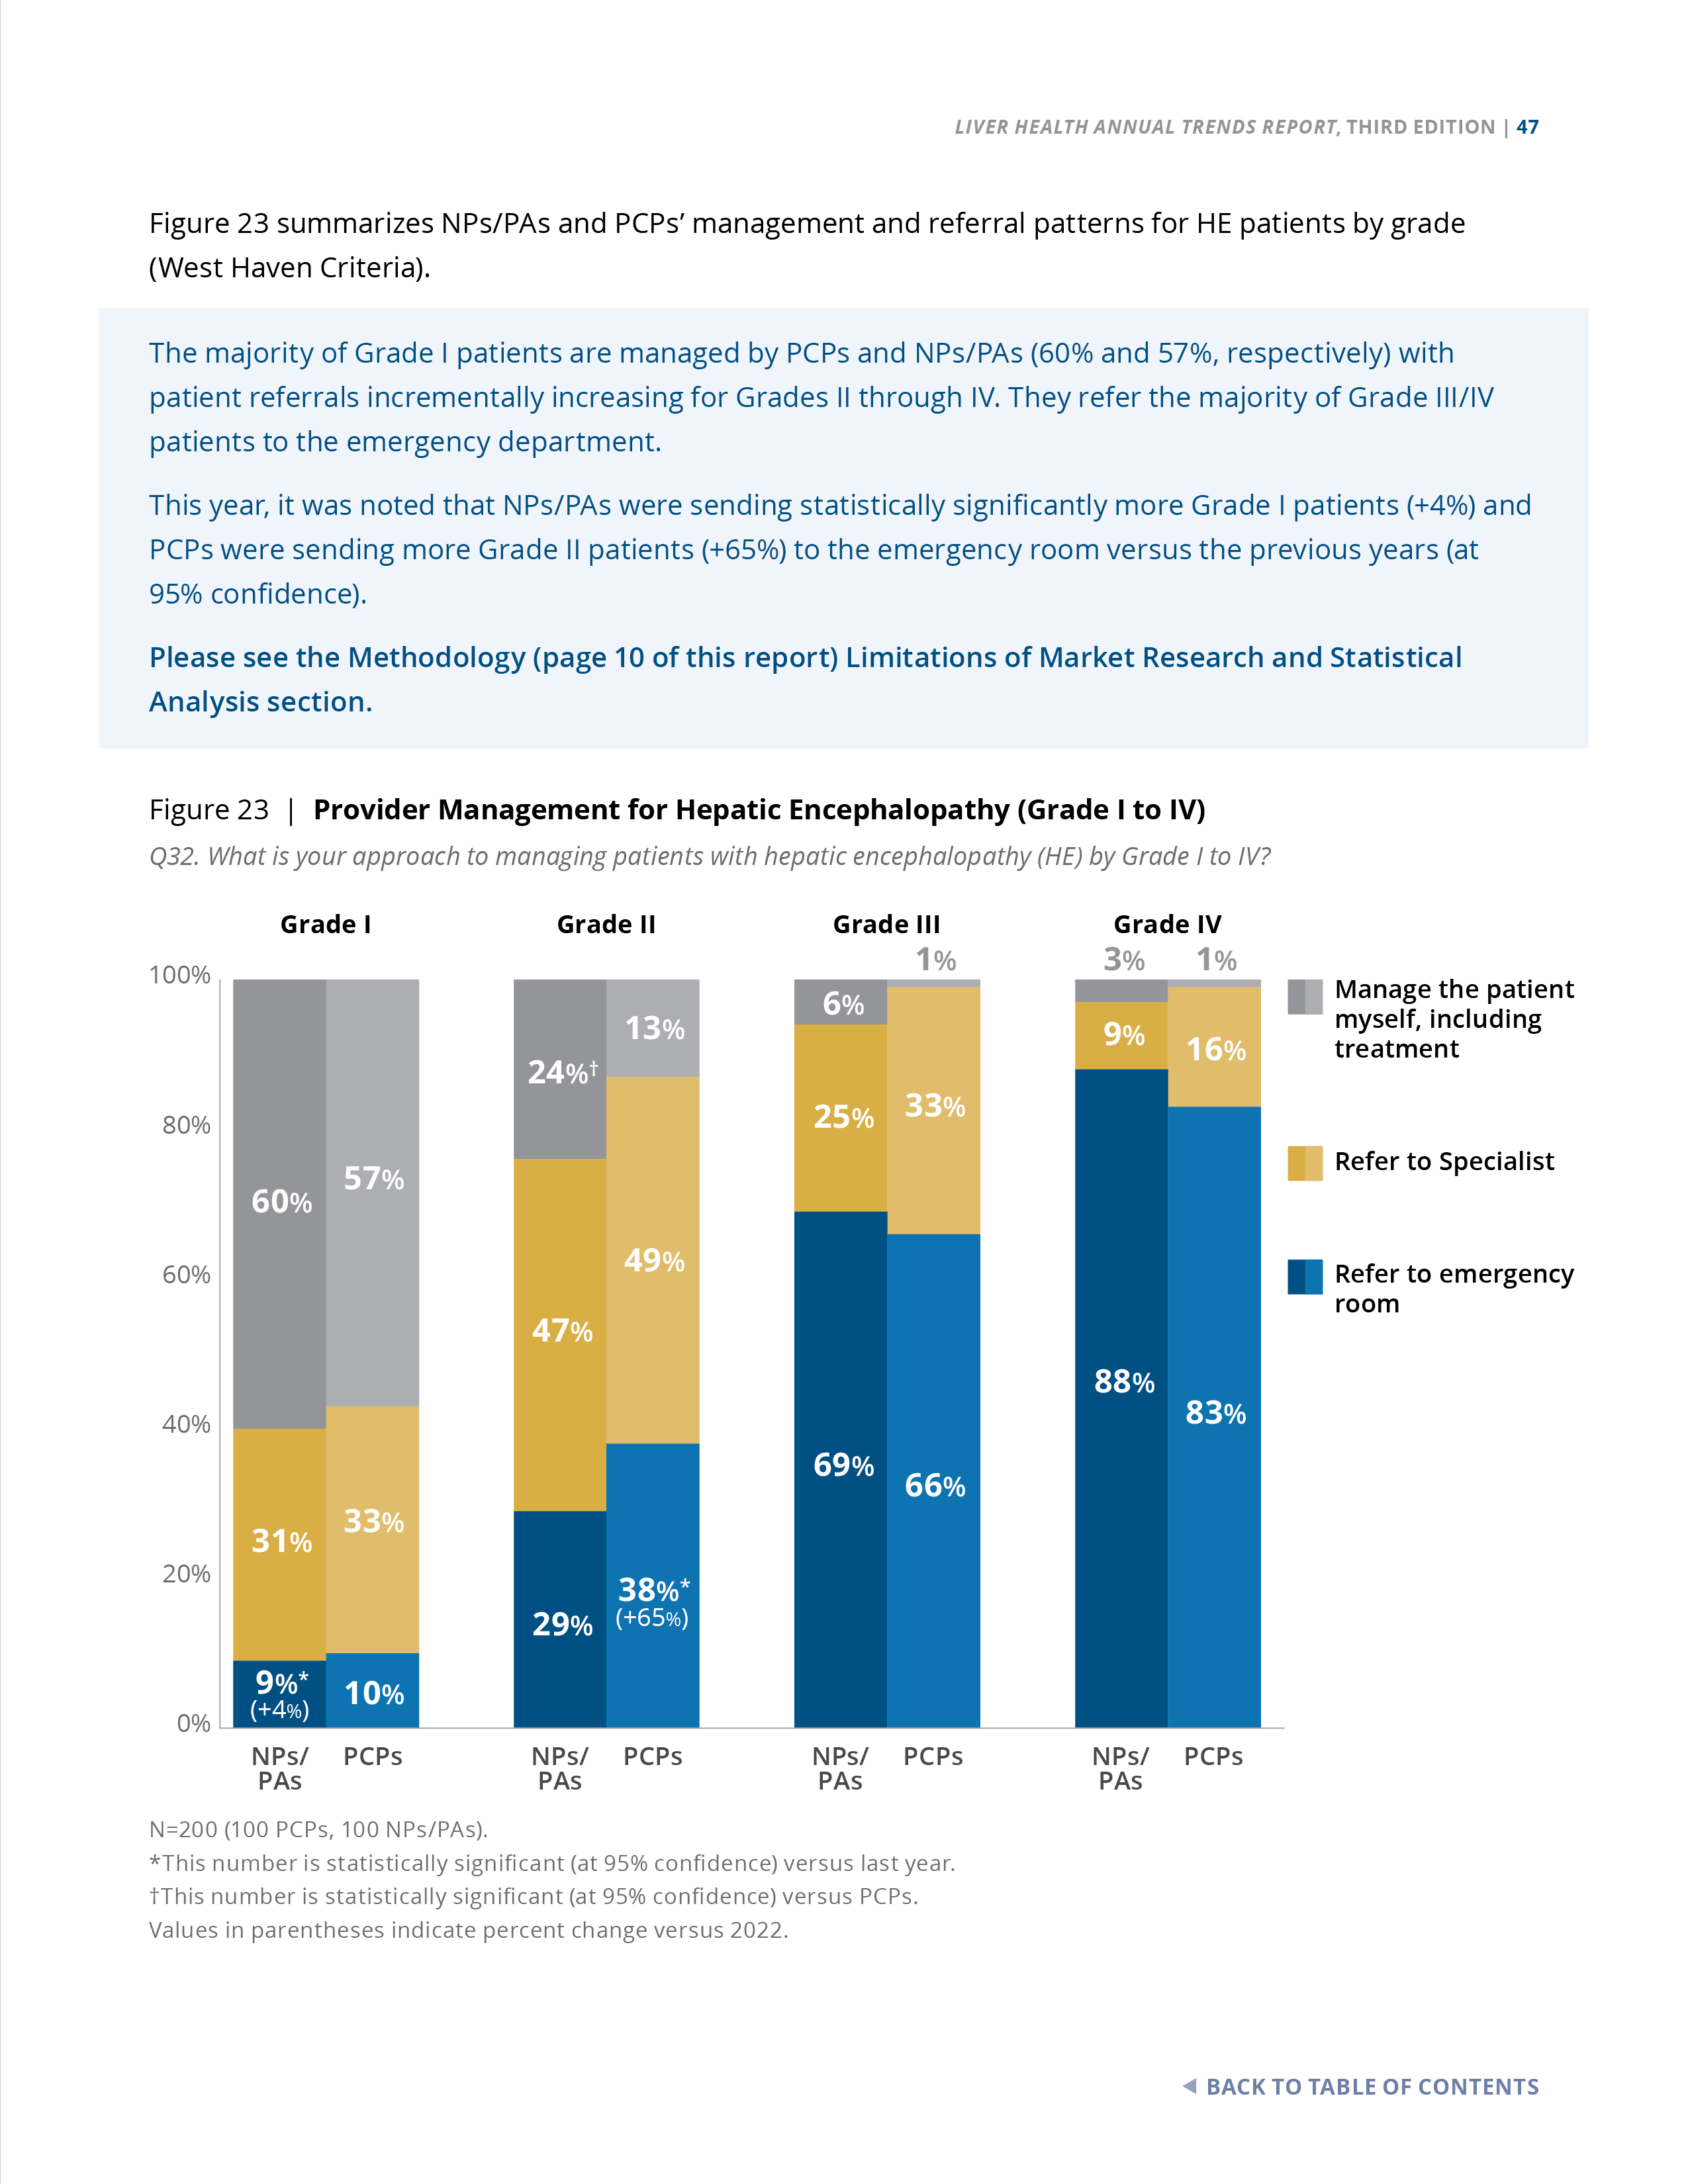 LIVER HEALTH ANNUAL TRENDS REPORT, THIRD EDITION | 47
Figure 23 summarizes NPs/PAs and PCPs’ management and referral patterns for HE patients by grade
(West Haven Criteria).
The majority of Grade I patients are managed by PCPs and NPs/PAs (60% and 57%, respectively) with
patient referrals incrementally increasing for Grades II through IV. They refer the majority of Grade III/IV
patients to the emergency department.
This year, it was noted that NPs/PAs were sending statistically significantly more Grade I patients (+4%) and
PCPs were sending more Grade II patients (+65%) to the emergency room versus the previous years (at
95% confidence).
Please see the Methodology (page 10 of this report) Limitations of Market Research and Statistical
Analysis section.
Figure 23 | Provider Management for Hepatic Encephalopathy (Grade I to IV)
Q32. What is your approach to managing patients with hepatic encephalopathy (HE) by Grade I to IV?
Grade I
Grade II
Grade III
Grade IV
100%
80%
60%
40%
20%
0%
60%
31%
9%*
(+4%)
57%
33%
10%
24%†
47%
29%
13%
49%
38%*
(+65%)
6%
25%
69%
1%
33%
66%
3%
9%
88%
1%
16%
83%
Manage the patient
myself, including
treatment
Refer to Specialist
Refer to emergency
room
NPs/
PAs
PCPs
NPs/
PAs
PCPs
NPs/
PAs
PCPs
NPs/
PAs
PCPs
N=200 (100 PCPs, 100 NPs/PAs).
*This number is statistically significant (at 95% confidence) versus last year.
†This number is statistically significant (at 95% confidence) versus PCPs.
Values in parentheses indicate percent change versus 2022.
◀ BACK TO TABLE OF CONTENTS